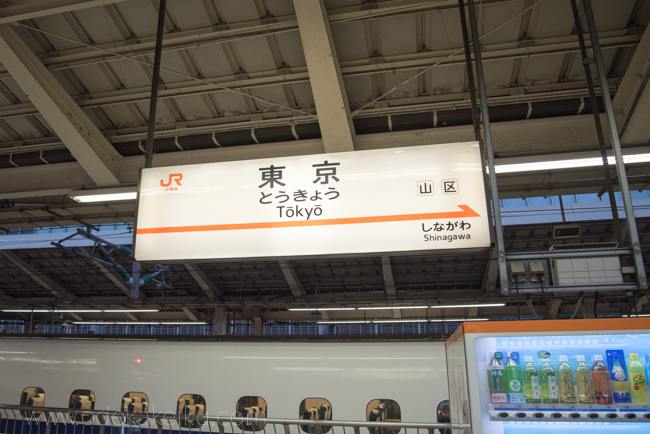 JR
東京
とうきょう
Tōkyō
山 区
しながわ
Shinagawa